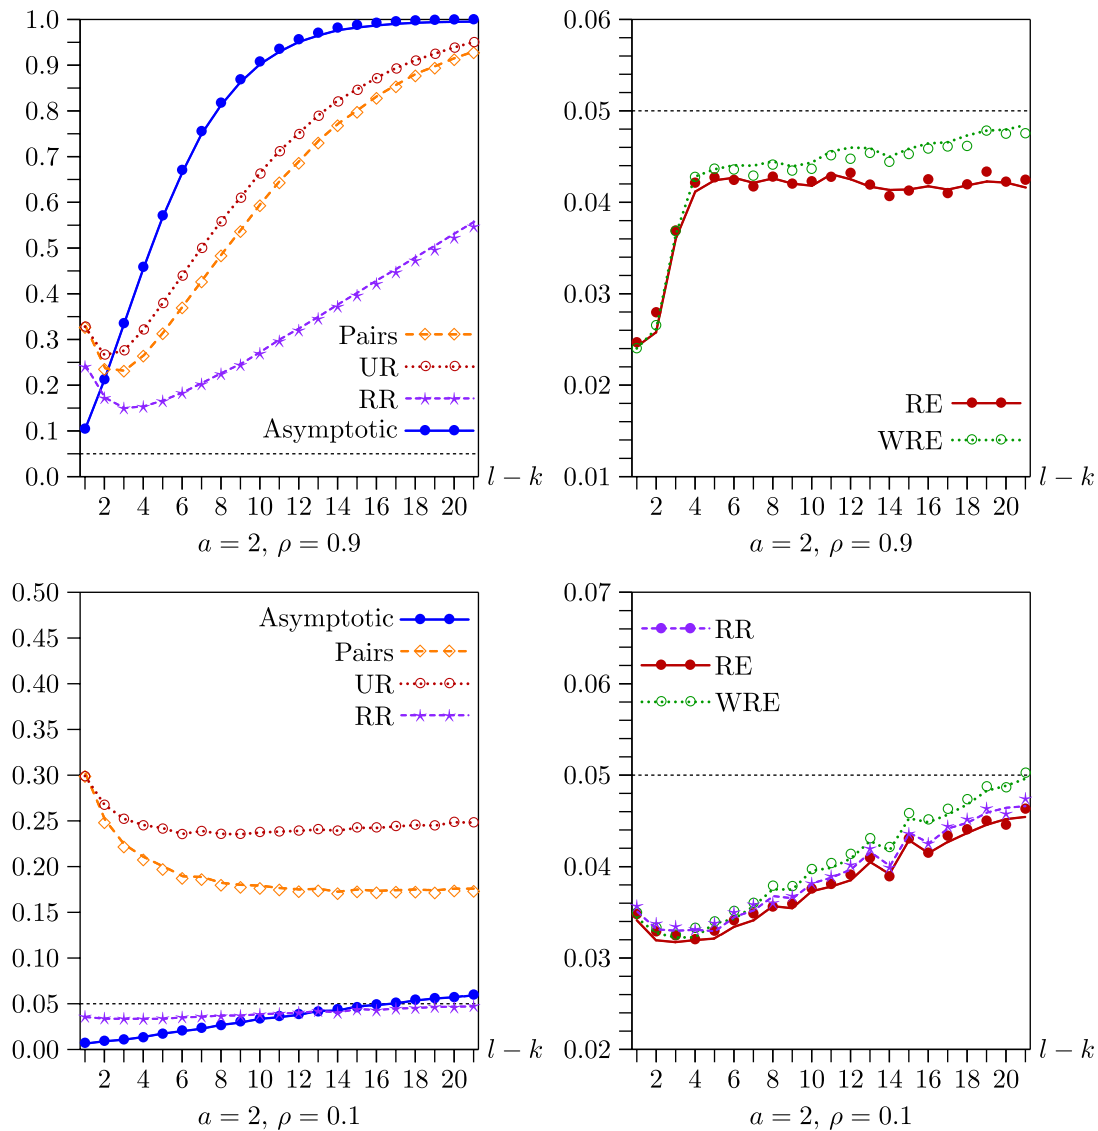 1.0
0.9
0.8
0.7
0.6
0.5
0.4
0.3
0.2
0.1
0.0
Pairs
UR
RR
Asymptotic
2 4 6 8 10 12 14 16 18 20
l − k
a = 2, ρ = 0.9
0.06
0.05
0.04
0.03
0.02
0.01
RE
WRE
2 4 6 8 10 12 14 16 18 20
l − k
a = 2, ρ = 0.9
0.50
0.45
0.40
0.35
0.30
0.25
0.20
0.15
0.10
0.05
0.00
Asymptotic
Pairs
UR
RR
2 4 6 8 10 12 14 16 18 20
l − k
a = 2, ρ = 0.1
0.07
0.06
0.05
0.04
0.03
0.02
RR
RE
WRE
2 4 6 8 10 12 14 16 18 20
l − k
a = 2, ρ = 0.1